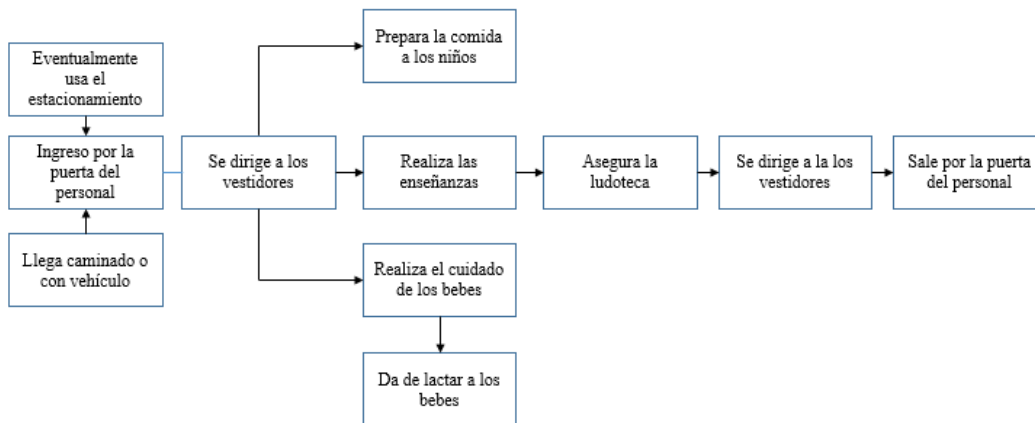 Prepara la comida
a los niños
Eventualmente
usa el
estacionamiento
Ingreso por la
puerta del
personal
Se dirige a los
vestidores
Realiza las
enseñanzas
Asegura la
ludoteca
Se dirige a la los
vestidores
Sale por la puerta
del personal
Llega caminado o
con vehículo
Realiza el cuidado
de los bebes
Da de lactar a los
bebes